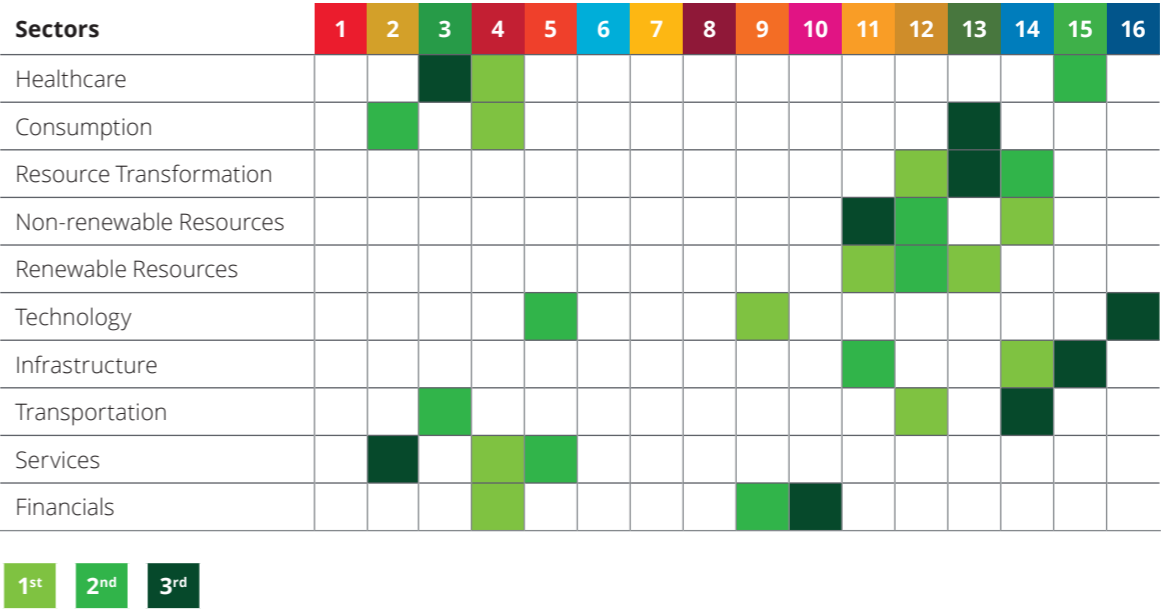 Sectors 1 2 3 4 5 6 7 8 9 10 11 12 13 14 15 16
Healthcare
Consumption
Resource Transformation
Non-renewable Resources
Renewable Resources
Technology
Infrastructure
Transportation
Services
Financials
1st 2nd 3rd